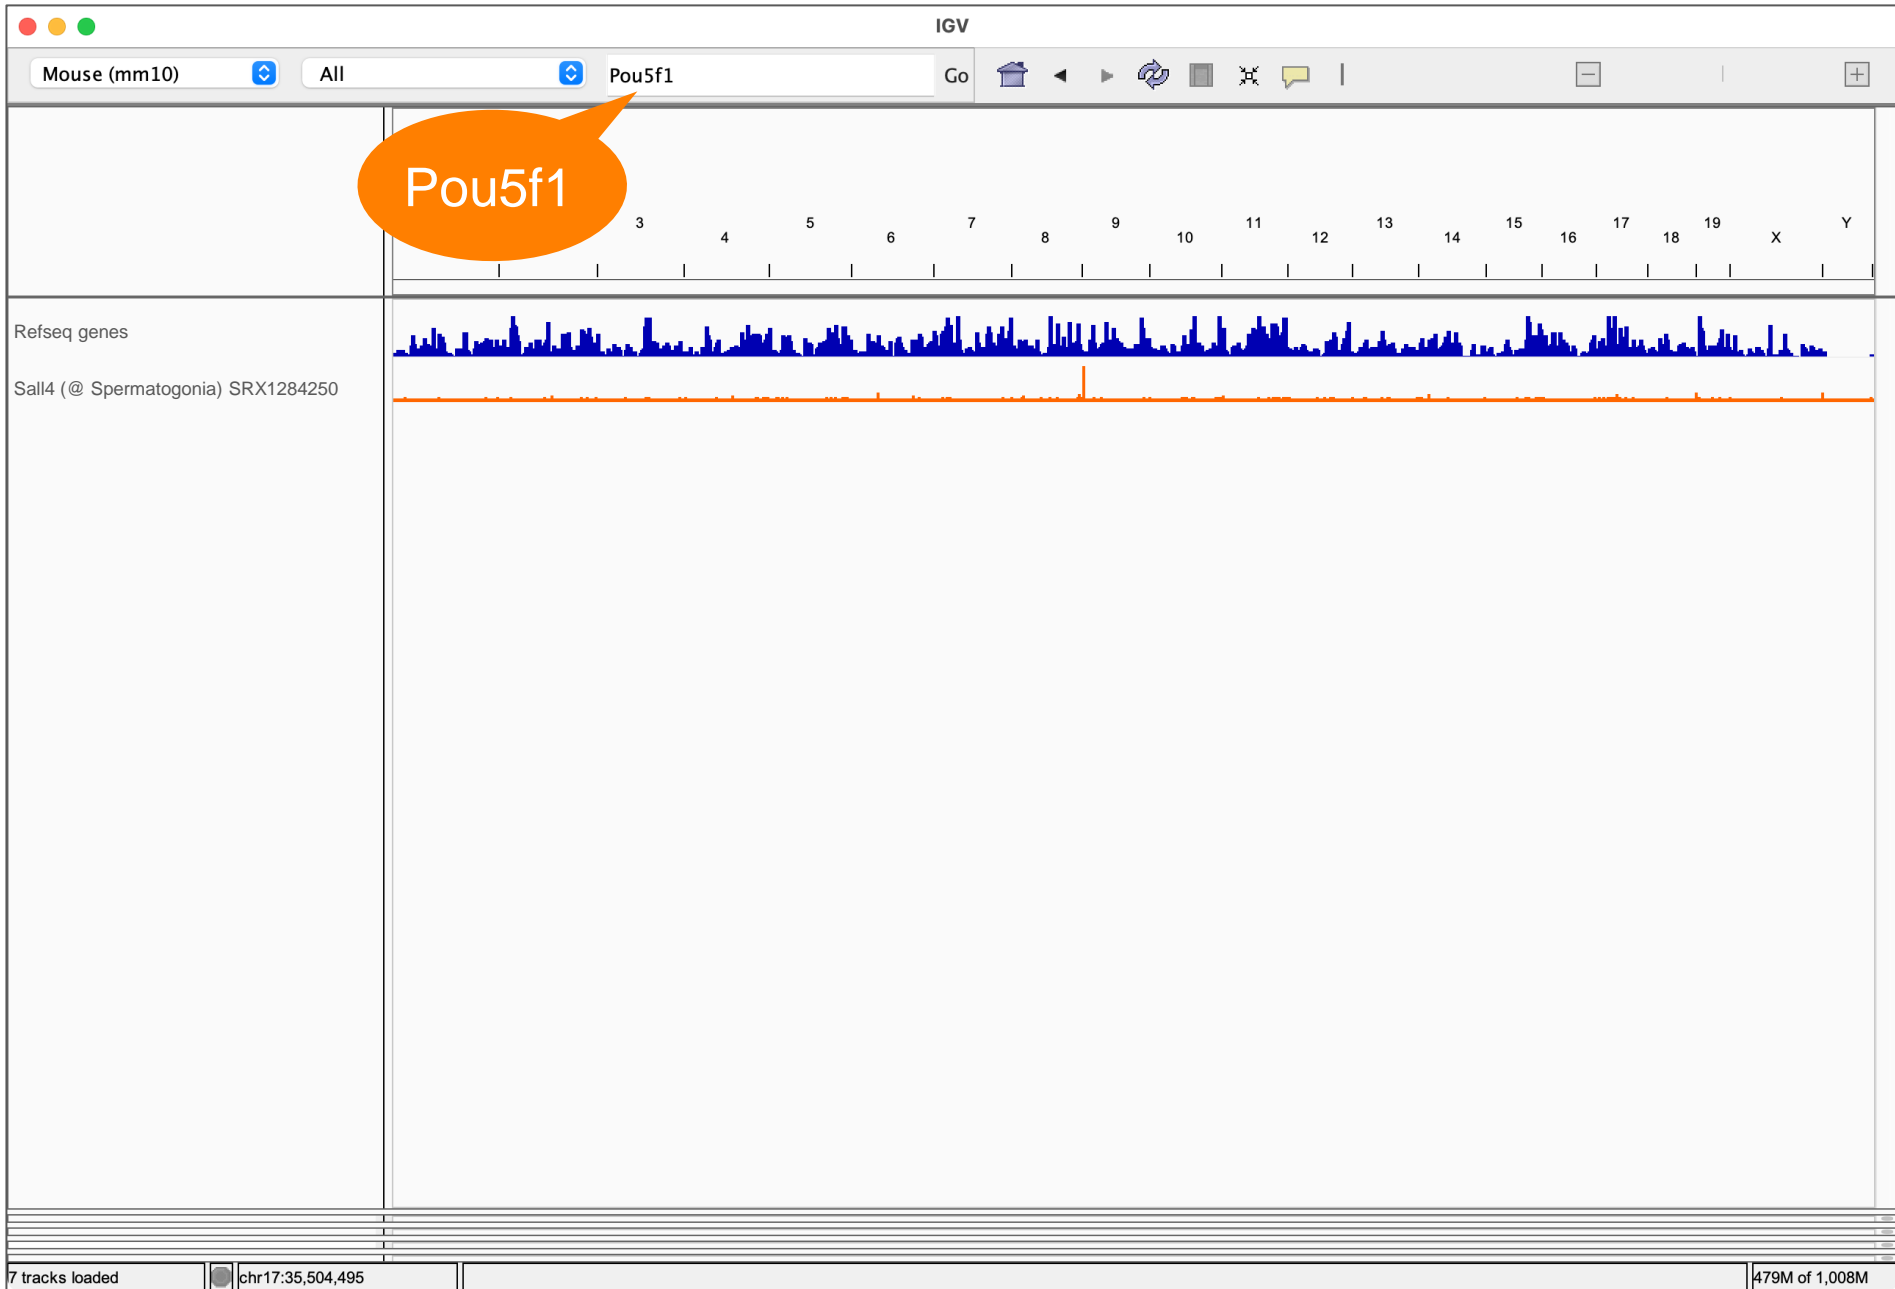 IGV
Mouse (mm10) All Pou5f1 Go
Pou5f1
3 4 5 6 7 8 9 10 11 12 13 14 15 16 17 18 19 X Y
Refseq genes
Sall4 (@ Spermatogonia) SRX1284250
7 tracks loaded chr17:35,504,495 479M of 1,008M